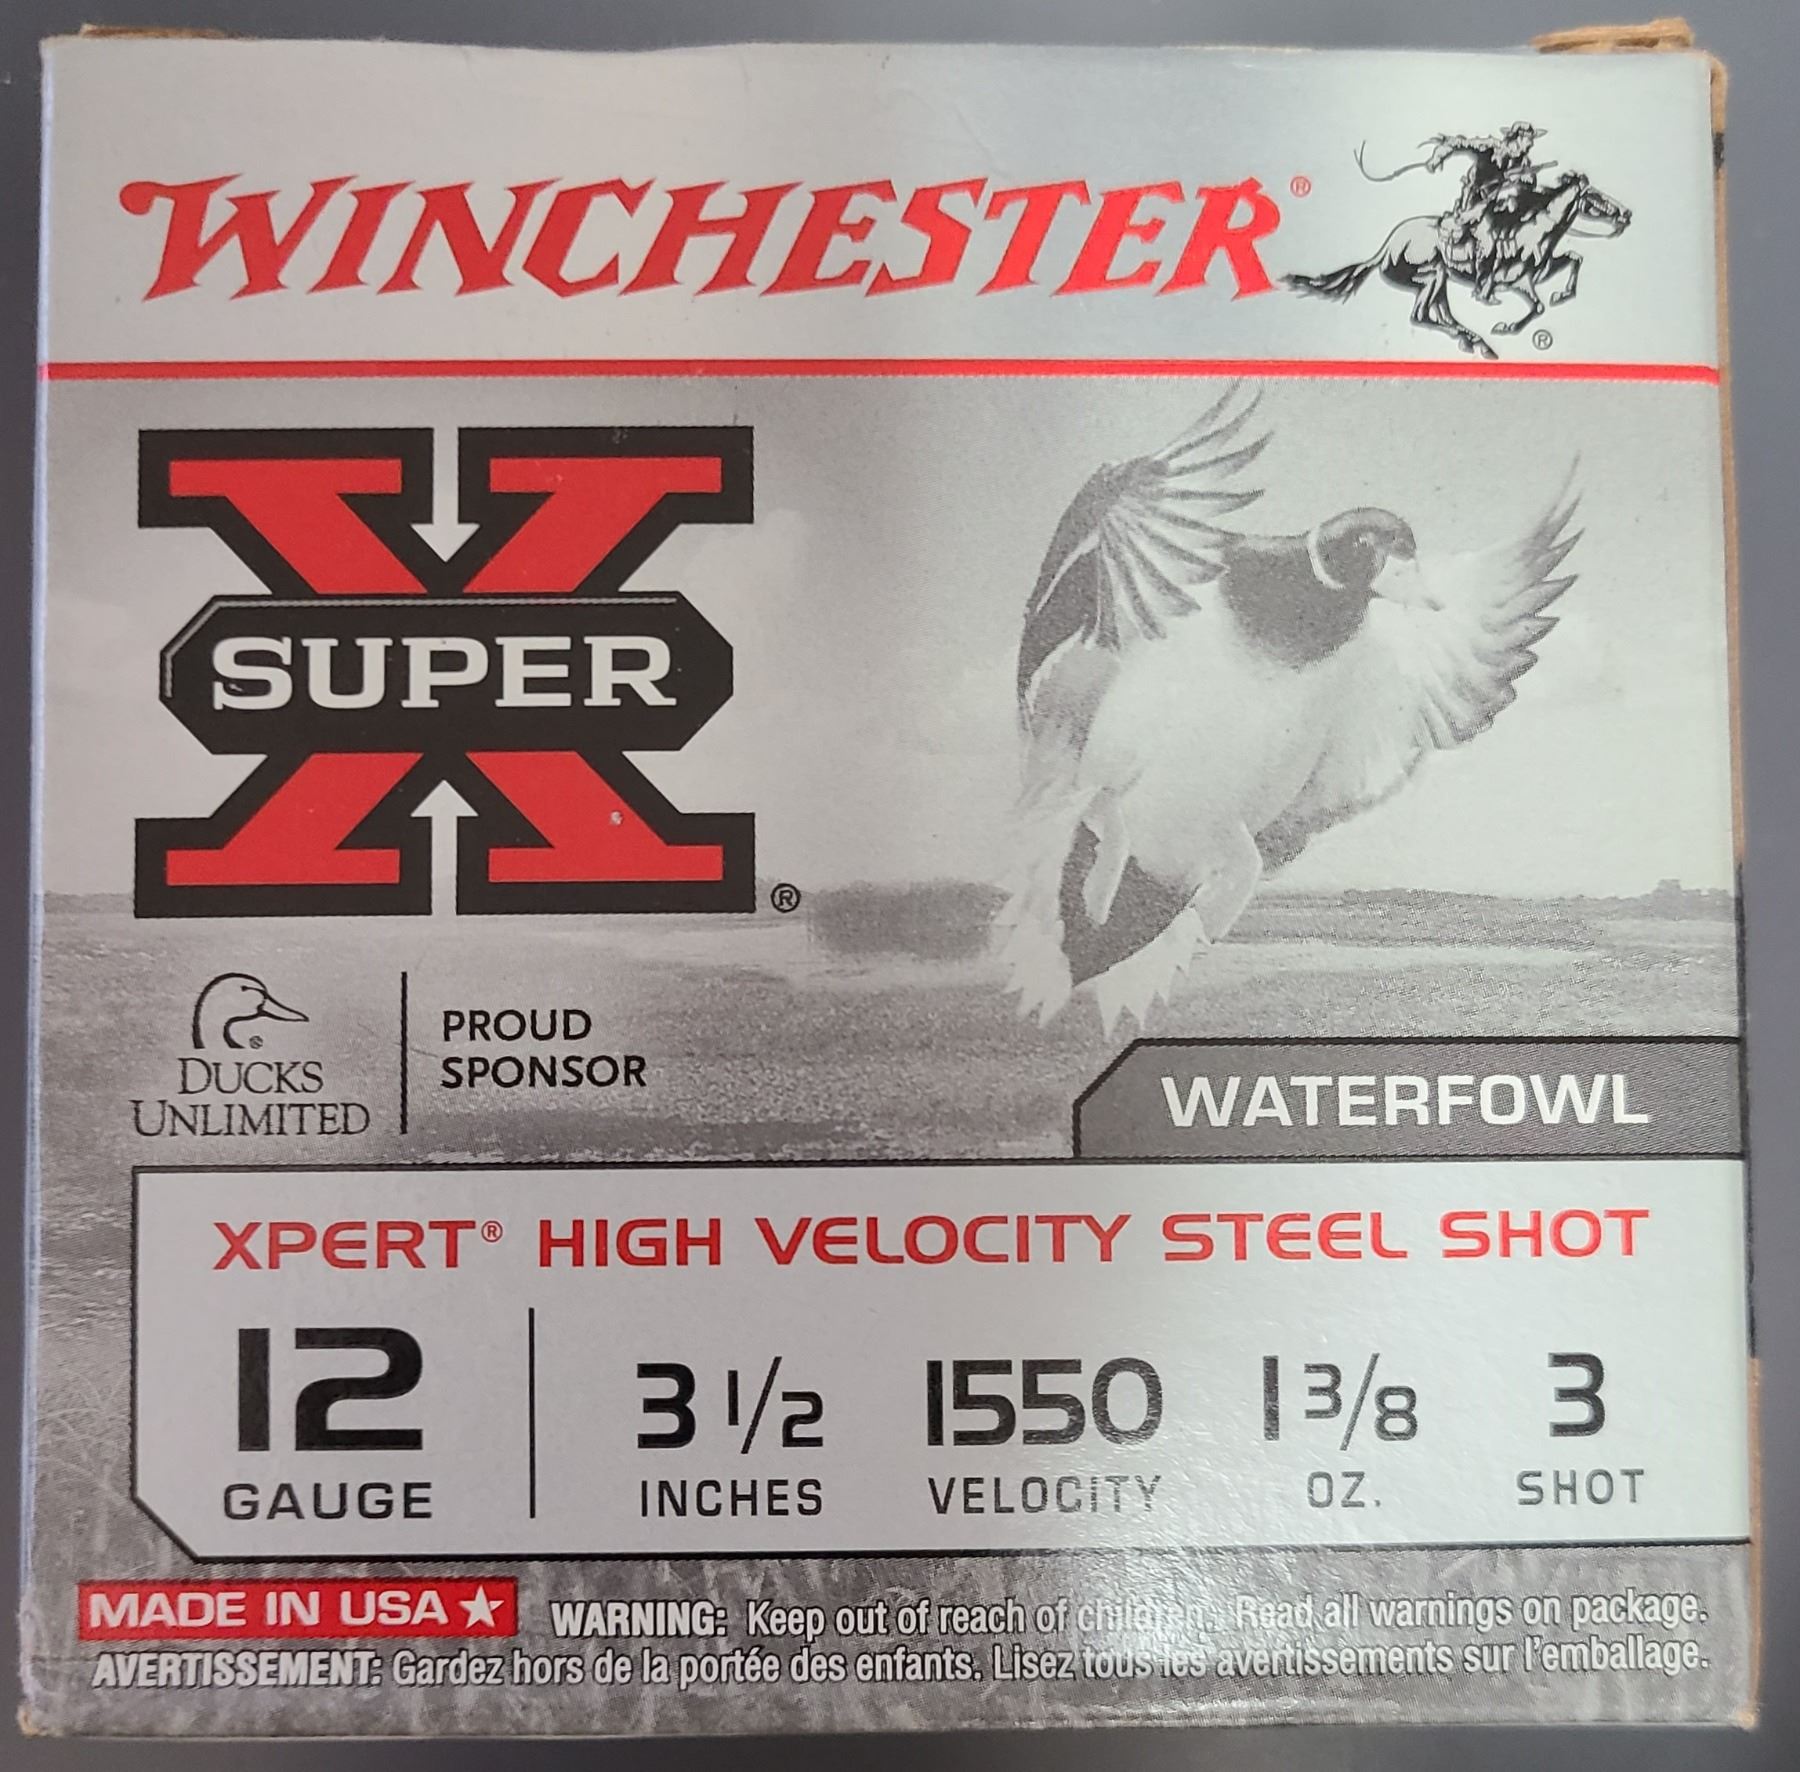 WINCHESTER®
®
X
SUPER
®
DUCKS
UNLIMITED
PROUD
SPONSOR
WATERFOWL
XPERT® HIGH VELOCITY STEEL SHOT
12 3 1/2 1550 1 3/8 3
GAUGE INCHES VELOCITY OZ. SHOT
MADE IN USA ★ WARNING: Keep out of reach of children. Read all warnings on package.
AVERTISSEMENT: Gardez hors de la portée des enfants. Lisez tous les avertissements sur l'emballage.